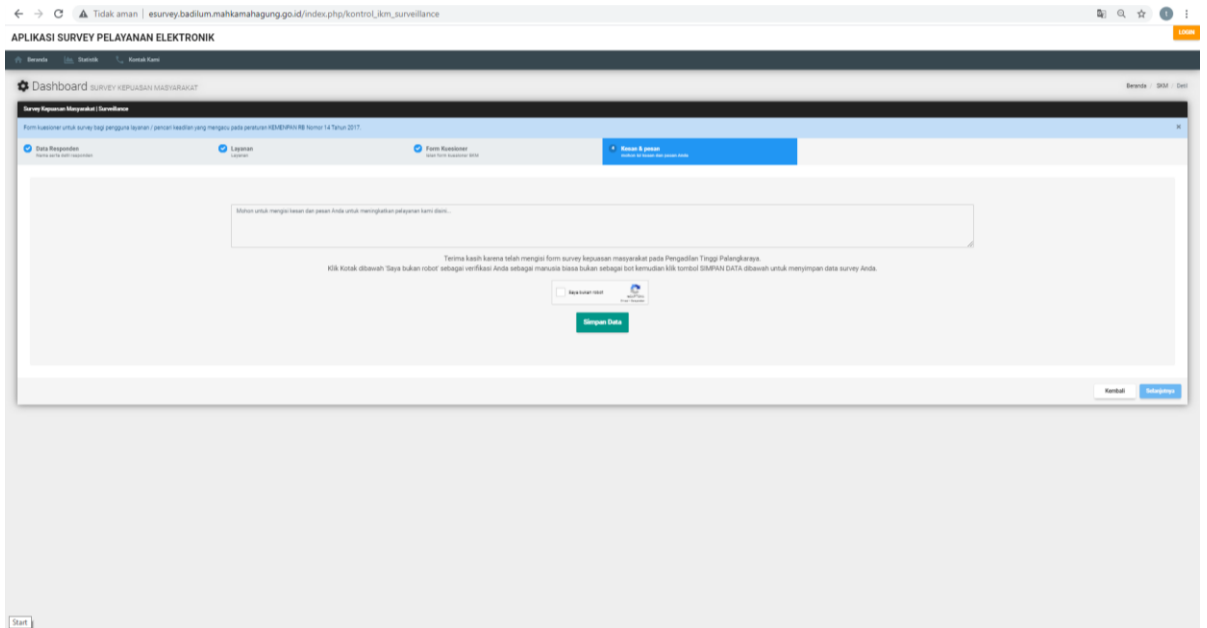 Tidak aman | esurvey.badilum.mahkamahagung.go.id/index.php/kontrol_ikm_surveillance
APLIKASI SURVEY PELAYANAN ELEKTRONIK
LOGIN
Beranda Statistik Kontak Kami
Dashboard SURVEY KEPUASAN MASYARAKAT
Beranda / SKM /
Survey Kepuasan Masyarakat | Surveillance
Form kuesioner untuk survey bagi pengguna layanan / pencari keadilan yang mengacu pada peraturan KEMENPAN RB Nomor 14 Tahun 2017.
Data Responden
Layanan
Form Kuesioner
Kesan & pesan
Layanan
Mohon untuk mengisi kesan dan pesan Anda untuk meningkatkan pelayanan kami disini...
Terima kasih karena telah mengisi form survey kepuasan masyarakat pada Pengadilan Tinggi Palangkaraya.
Klik Kotak dibawah 'Saya bukan robot' sebagai verifikasi Anda sebagai manusia biasa bukan sebagai bot kemudian klik tombol SIMPAN DATA dibawah untuk menyimpan data survey Anda.
Saya bukan robot
Simpan Data
Kembali
Selanjutnya
Start